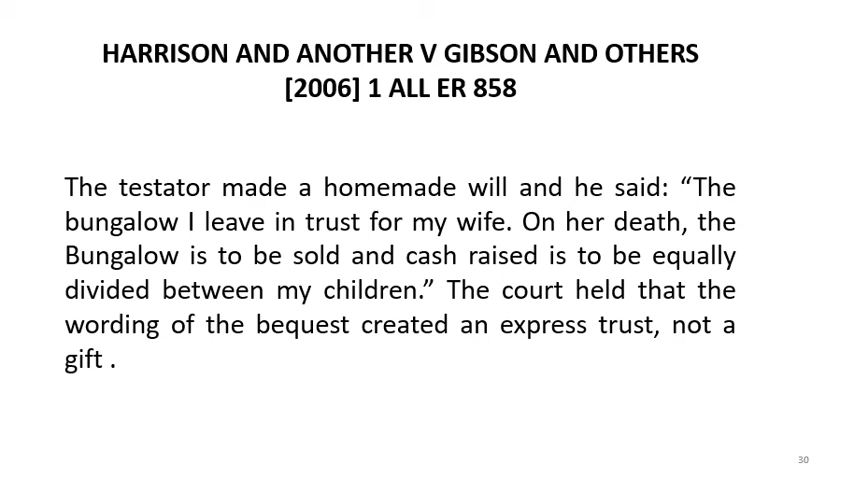 HARRISON AND ANOTHER V GIBSON AND OTHERS
[2006] 1 ALL ER 858
The testator made a homemade will and he said: “The
bungalow I leave in trust for my wife. On her death, the
Bungalow is to be sold and cash raised is to be equally
divided between my children.” The court held that the
wording of the bequest created an express trust, not a
gift .
30